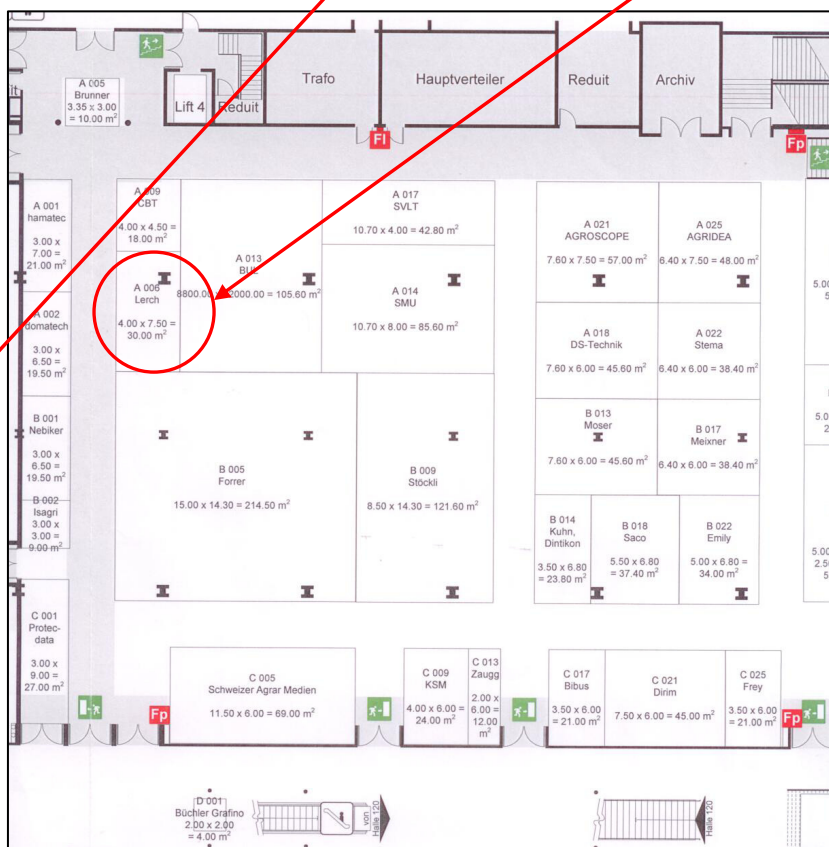 A 005
Brunner
3.35 x 3.00
= 10.00 m²
Lift 4
Reduit
Trafo
Hauptverteiler
Reduit
Archiv
Fl
Fp
A 001
hamatec
3.00 x
7.00 =
21.00 m²
A 009
CBT
4.00 x 4.50 =
18.00 m²
A 013
BUL
A 017
SVLT
10.70 x 4.00 = 42.80 m²
A 021
AGROSCOPE
7.60 x 7.50 = 57.00 m²
A 025
AGRIDEA
6.40 x 7.50 = 48.00 m²
A 006
Lerch
4.00 x 7.50 =
30.00 m²
A 014
SMU
10.70 x 8.00 = 85.60 m²
A 002
domatech
3.00 x
6.50 =
19.50 m²
A 018
DS-Technik
7.60 x 6.00 = 45.60 m²
A 022
Stema
6.40 x 6.00 = 38.40 m²
B 001
Nebiker
3.00 x
6.50 =
19.50 m²
B 005
Forrer
15.00 x 14.30 = 214.50 m²
B 009
Stöckli
8.50 x 14.30 = 121.60 m²
B 013
Moser
7.60 x 6.00 = 45.60 m²
B 017
Meixner
6.40 x 6.00 = 38.40 m²
B 002
Isagri
3.00 x
3.00 =
9.00 m²
B 014
Kuhn,
Dintikon
3.50 x 6.80
= 23.80 m²
B 018
Saco
5.50 x 6.80
= 37.40 m²
B 022
Emily
5.00 x 6.80 =
34.00 m²
C 001
Protec-
data
3.00 x
9.00 =
27.00 m²
Fp
C 005
Schweizer Agrar Medien
11.50 x 6.00 = 69.00 m²
C 009
KSM
4.00 x 6.00 =
24.00 m²
C 013
Zaugg
2.00 x
6.00 =
12.00
m²
C 017
Bibus
3.50 x 6.00
= 21.00 m²
C 021
Dirim
7.50 x 6.00 = 45.00 m²
C 025
Frey
3.50 x 6.00
= 21.00 m²
Fp
D 001
Büchler Grafino
2.00 x 2.00
= 4.00 m²
von
Halle 120
Halle 120